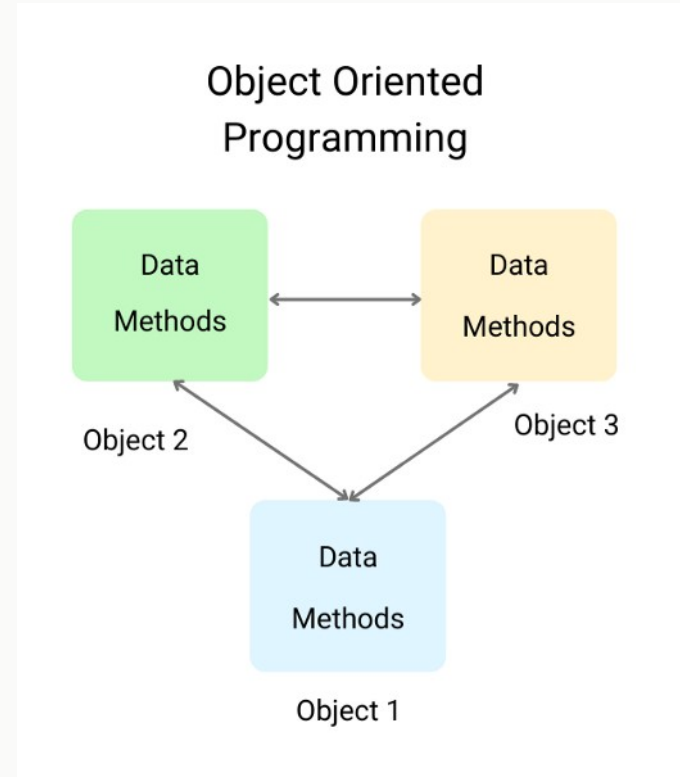 Object Oriented
Programming
Data
Methods
Data
Methods
Object 2
Object 3
Data
Methods
Object 1